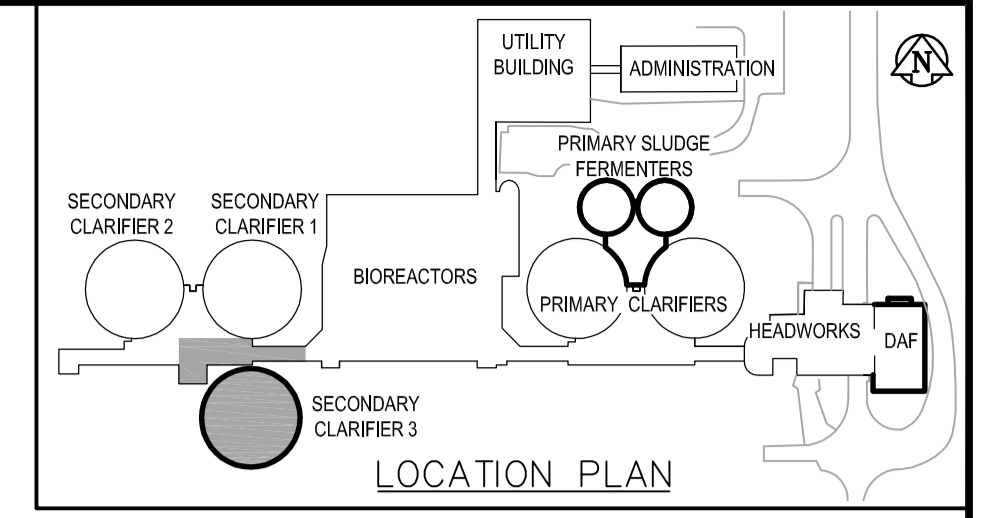 UTILITY
BUILDING
ADMINISTRATION
N
PRIMARY SLUDGE
FERMENTERS
SECONDARY
CLARIFIER 2
SECONDARY
CLARIFIER 1
BIOREACTORS
PRIMARY CLARIFIERS
HEADWORKS
DAF
SECONDARY
CLARIFIER 3
LOCATION PLAN